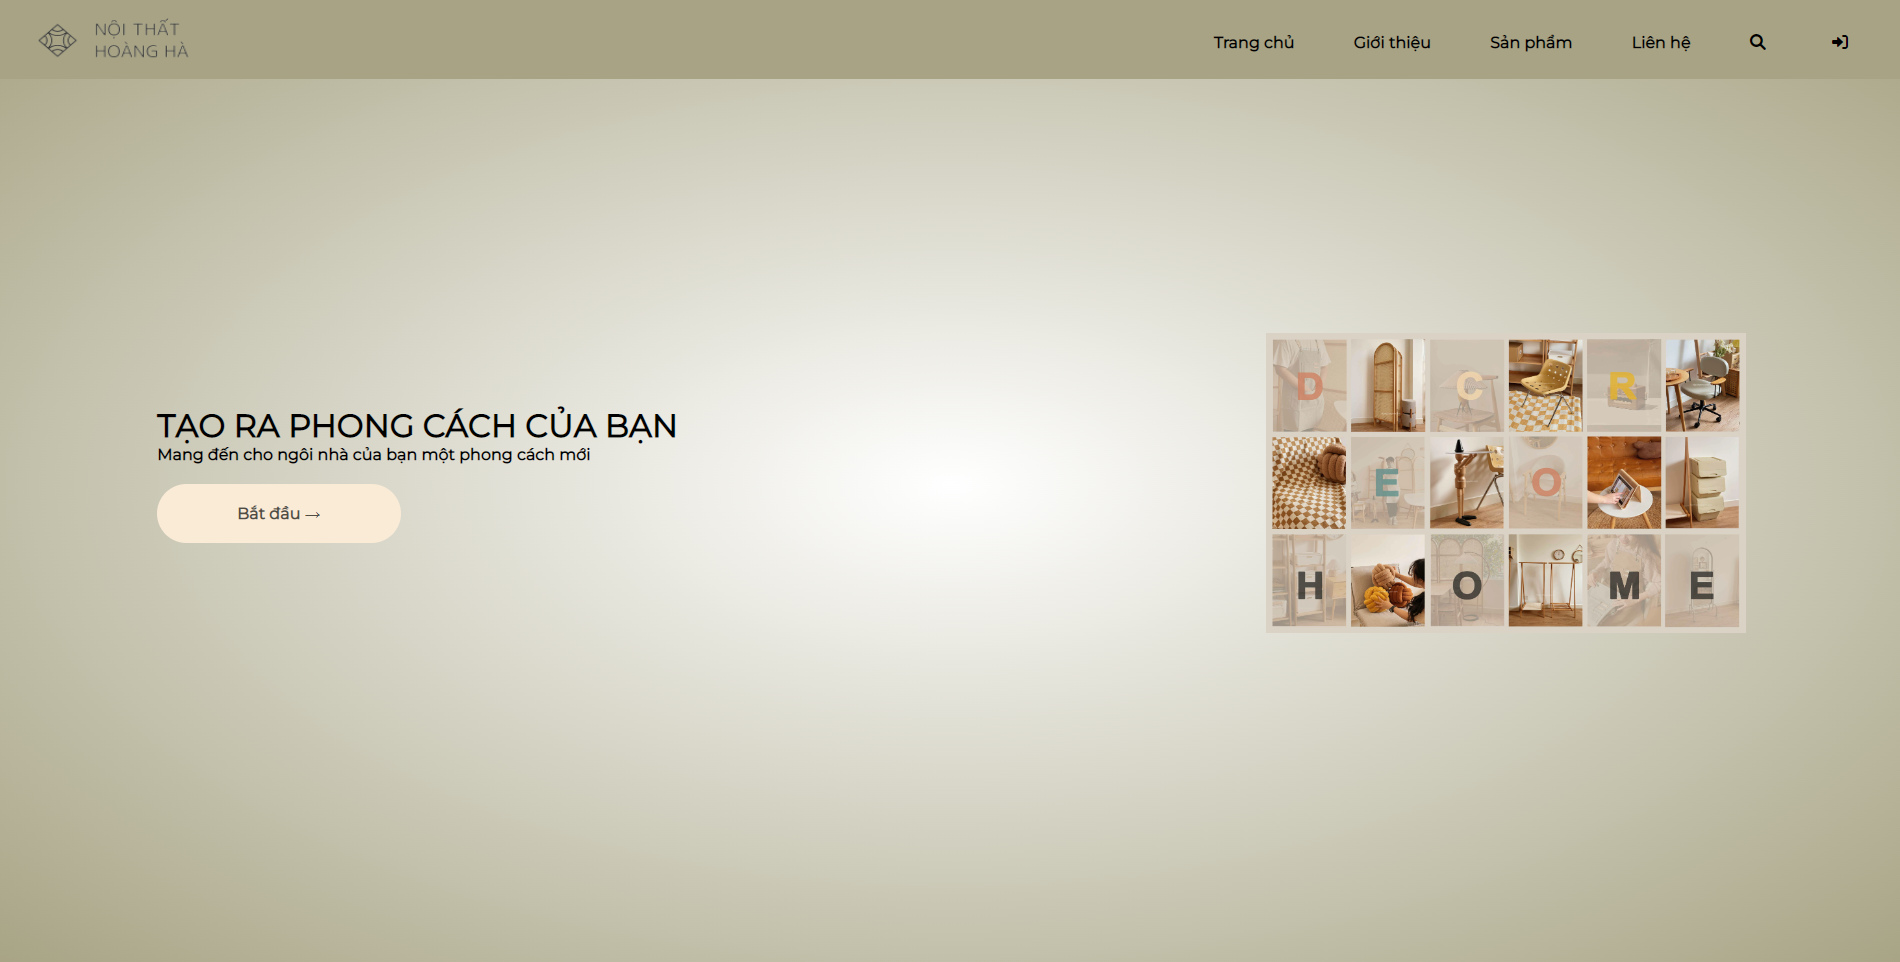 NỘI THẤT
HOÀNG HÀ
Trang chủ
Giới thiệu
Sản phẩm
Liên hệ
TẠO RA PHONG CÁCH CỦA BẠN
Mang đến cho ngôi nhà của bạn một phong cách mới
Bắt đầu →
D C R
E O
H O M E